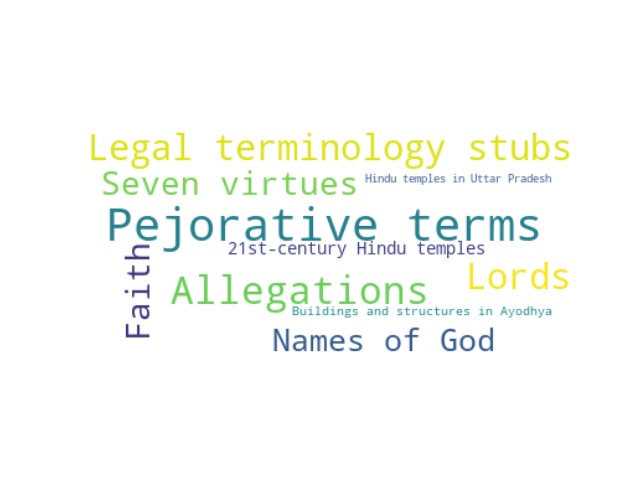 Legal terminology stubs
Seven virtues
Hindu temples in Uttar Pradesh
Pejorative terms
21st-century Hindu temples
Faith
Lords
Allegations
Buildings and structures in Ayodhya
Names of God